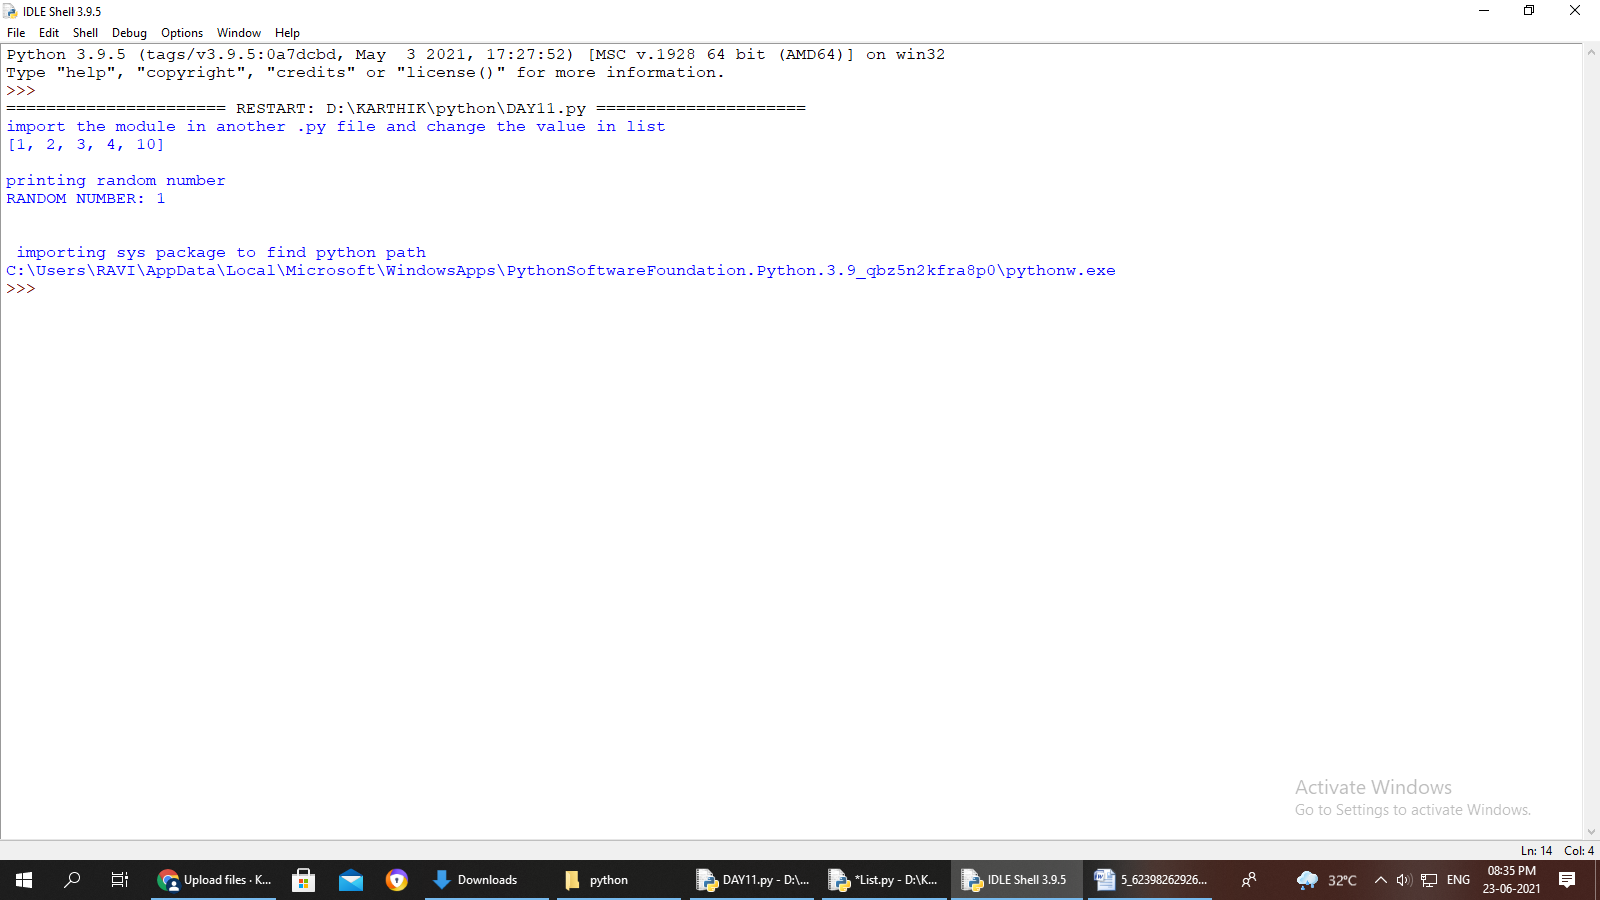 IDLE Shell 3.9.5
File Edit Shell Debug Options Window Help
Python 3.9.5 (tags/v3.9.5:0a7dcbd, May  3 2021, 17:27:52) [MSC v.1928 64 bit (AMD64)] on win32
Type "help", "copyright", "credits" or "license()" for more information.
>>>
====================== RESTART: D:\KARTHIK\python\DAY11.py =====================
import the module in another .py file and change the value in list
[1, 2, 3, 4, 10]
printing random number
RANDOM NUMBER: 1
importing sys package to find python path
C:\Users\RAVI\AppData\Local\Microsoft\WindowsApps\PythonSoftwareFoundation.Python.3.9_qbz5n2kfra8p0\pythonw.exe
>>>
Activate Windows
Go to Settings to activate Windows.
Ln: 14 Col: 4
Upload files · K... Downloads python DAY11.py - D:\... *List.py - D:\K... IDLE Shell 3.9.5 5_62398262926... 32°C ENG 08:35 PM
23-06-2021